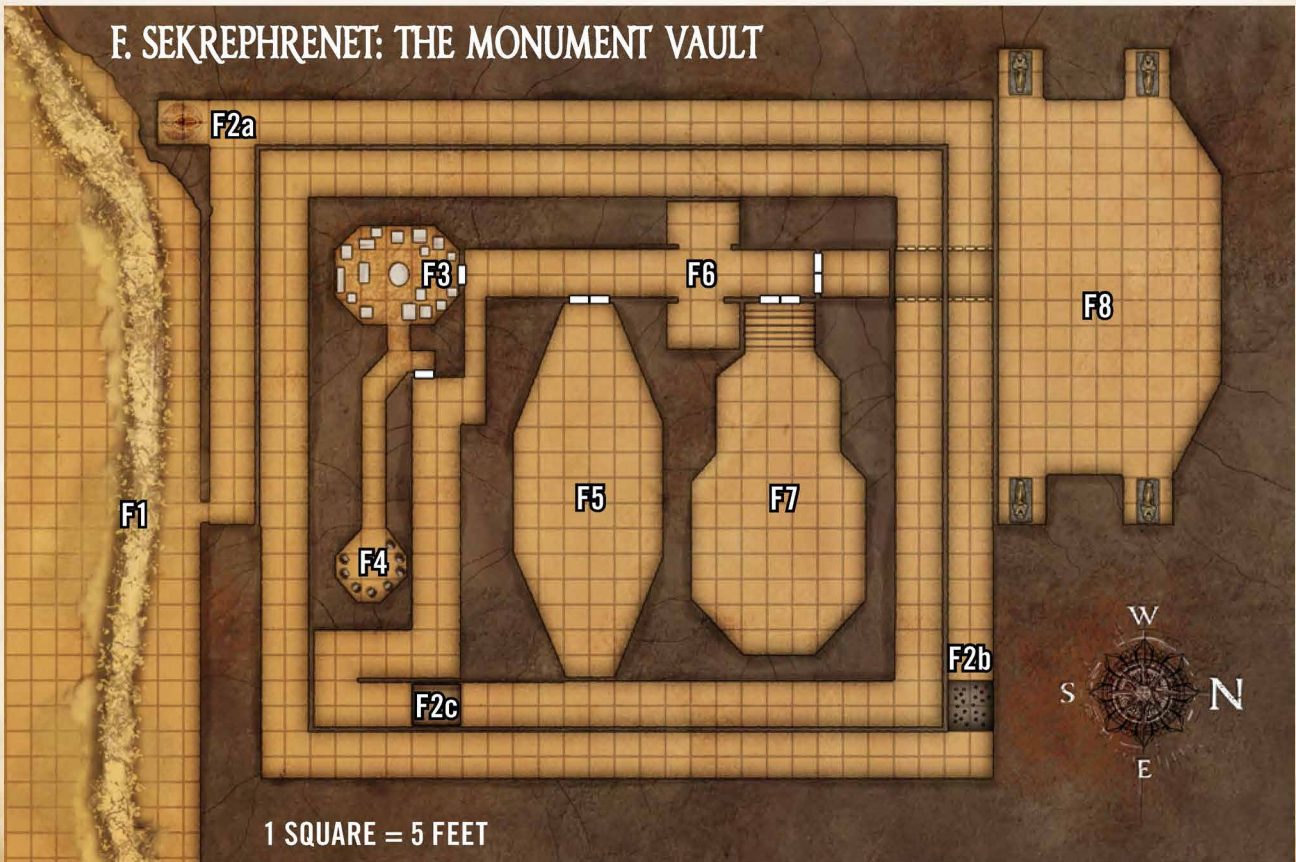 F. SEKREPHRENET: THE MONUMENT VAULT
F2a
F3
F6
F8
F5
F7
F1
F4
F2b
F2c
W
S
N
E
1 SQUARE = 5 FEET